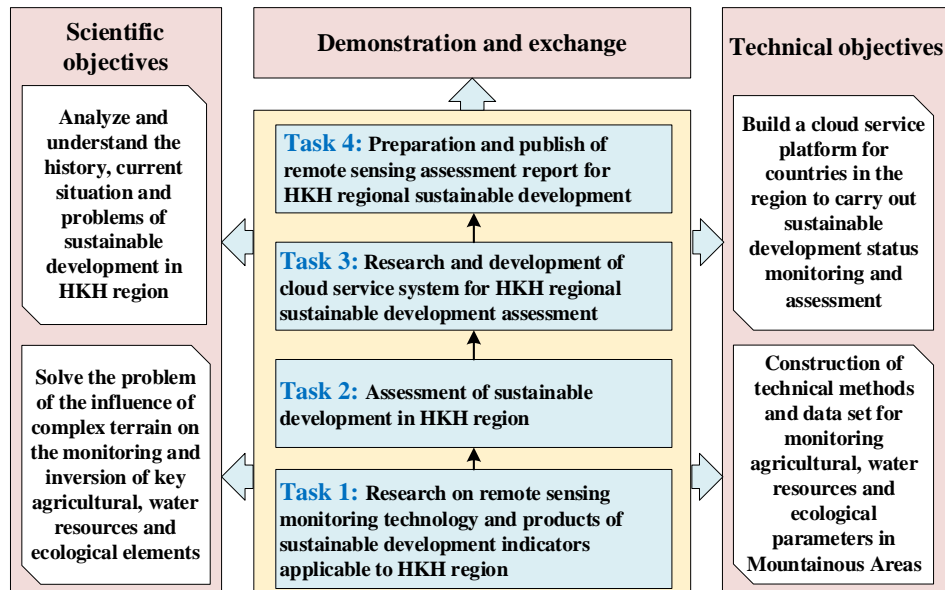 Scientific
objectives
Analyze and
understand the
history, current
situation and
problems of
sustainable
development in
HKH region
Solve the problem
of the influence of
complex terrain on
the monitoring and
inversion of key
agricultural, water
resources and
ecological elements
Demonstration and exchange
Task 4: Preparation and publish of
remote sensing assessment report for
HKH regional sustainable development
Task 3: Research and development of
cloud service system for HKH regional
sustainable development assessment
Task 2: Assessment of sustainable
development in HKH region
Task 1: Research on remote sensing
monitoring technology and products of
sustainable development indicators
applicable to HKH region
Technical objectives
Build a cloud service
platform for
countries in the
region to carry out
sustainable
development status
monitoring and
assessment
Construction of
technical methods
and data set for
monitoring
agricultural, water
resources and
ecological
parameters in
Mountainous Areas